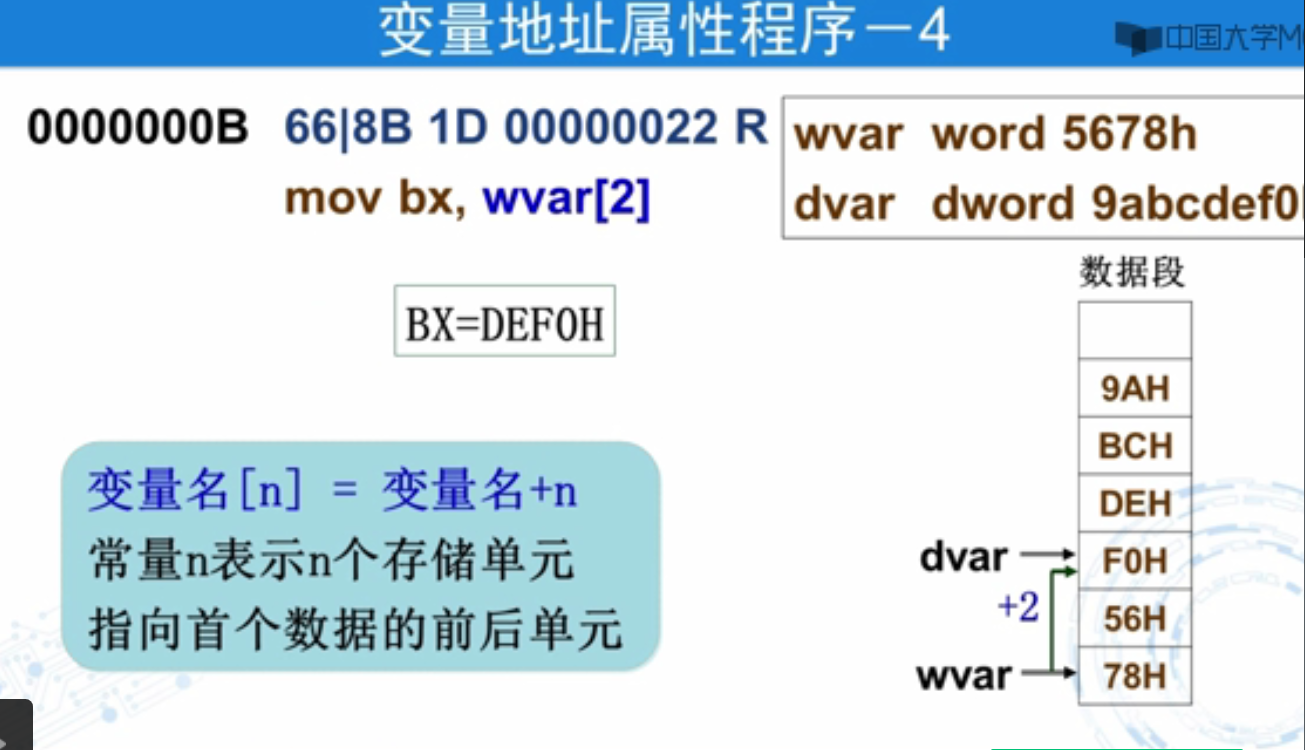 变量地址属性程序－4
中国大学M
0000000B 66|8B 1D 00000022 R
mov bx, wvar[2]
wvar word 5678h
dvar dword 9abcdef0
数据段
BX=DEF0H
9AH
BCH
DEH
dvar
F0H
+2
56H
wvar
78H
变量名[n] = 变量名+n
常量n表示n个存储单元
指向首个数据的前后单元